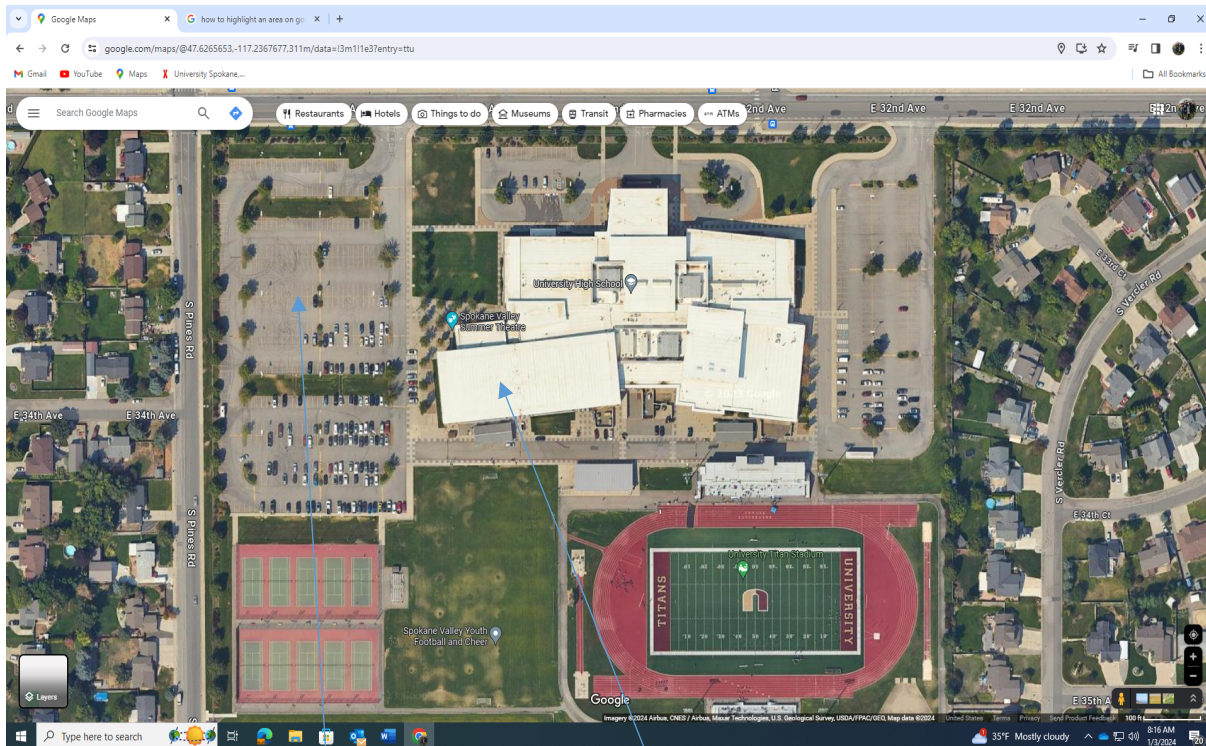 Google Maps
how to highlight an area on go
google.com/maps/@47.6265653,-117.2367677,311m/data=!3m1!1e3?entry=ttu
Gmail
YouTube
Maps
University Spokane,...
All Bookmarks
Search Google Maps
Restaurants
Hotels
Things to do
Museums
Transit
Pharmacies
ATMs
2nd Ave
E 32nd Ave
E 32nd Ave
University High School
Spokane Valley
Summer Theatre
S Pines Rd
E 33rd Ct
S Vercler Rd
E 34th Ave
E 34th Ave
S Vercler Rd
S Pines Rd
E 34th Ct
University Titan Stadium
TITANS
UNIVERSITY
Spokane Valley Youth
Football and Cheer
Layers
Google
E 35th A
Imagery ©2024 Airbus, CNES / Airbus, Maxar Technologies, U.S. Geological Survey, USDA/FPAC/GEO, Map data ©2024
United States
Terms
Privacy
Send Product Feedback
100 ft
Type here to search
35°F Mostly cloudy
8:16 AM
1/3/2024
20